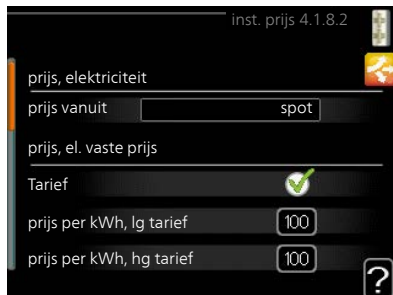 inst. prijs 4.1.8.2
prijs, elektriciteit
prijs vanuit spot
prijs, el. vaste prijs
Tarief
prijs per kWh, lg tarief 100
prijs per kWh, hg tarief 100
?